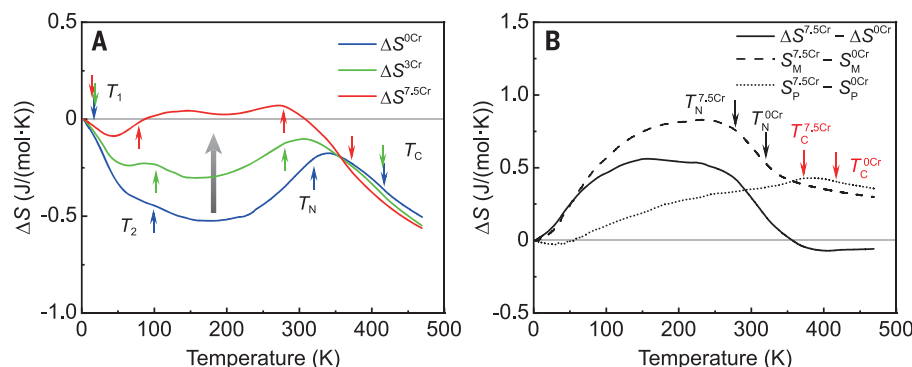 A
ΔS^0Cr
ΔS^3Cr
ΔS^7.5Cr
T_1
T_2
T_N
T_C
0.5
0.0
-0.5
-1.0
0 100 200 300 400 500
ΔS (J/(mol·K))
Temperature (K)
B
ΔS^7.5Cr – ΔS^0Cr
S_M^7.5Cr – S_M^0Cr
S_P^7.5Cr – S_P^0Cr
T_N^7.5Cr
T_N^0Cr
T_C^7.5Cr
T_C^0Cr
1.5
1.0
0.5
0
-0.5
0 100 200 300 400 500
ΔS (J/(mol·K))
Temperature (K)